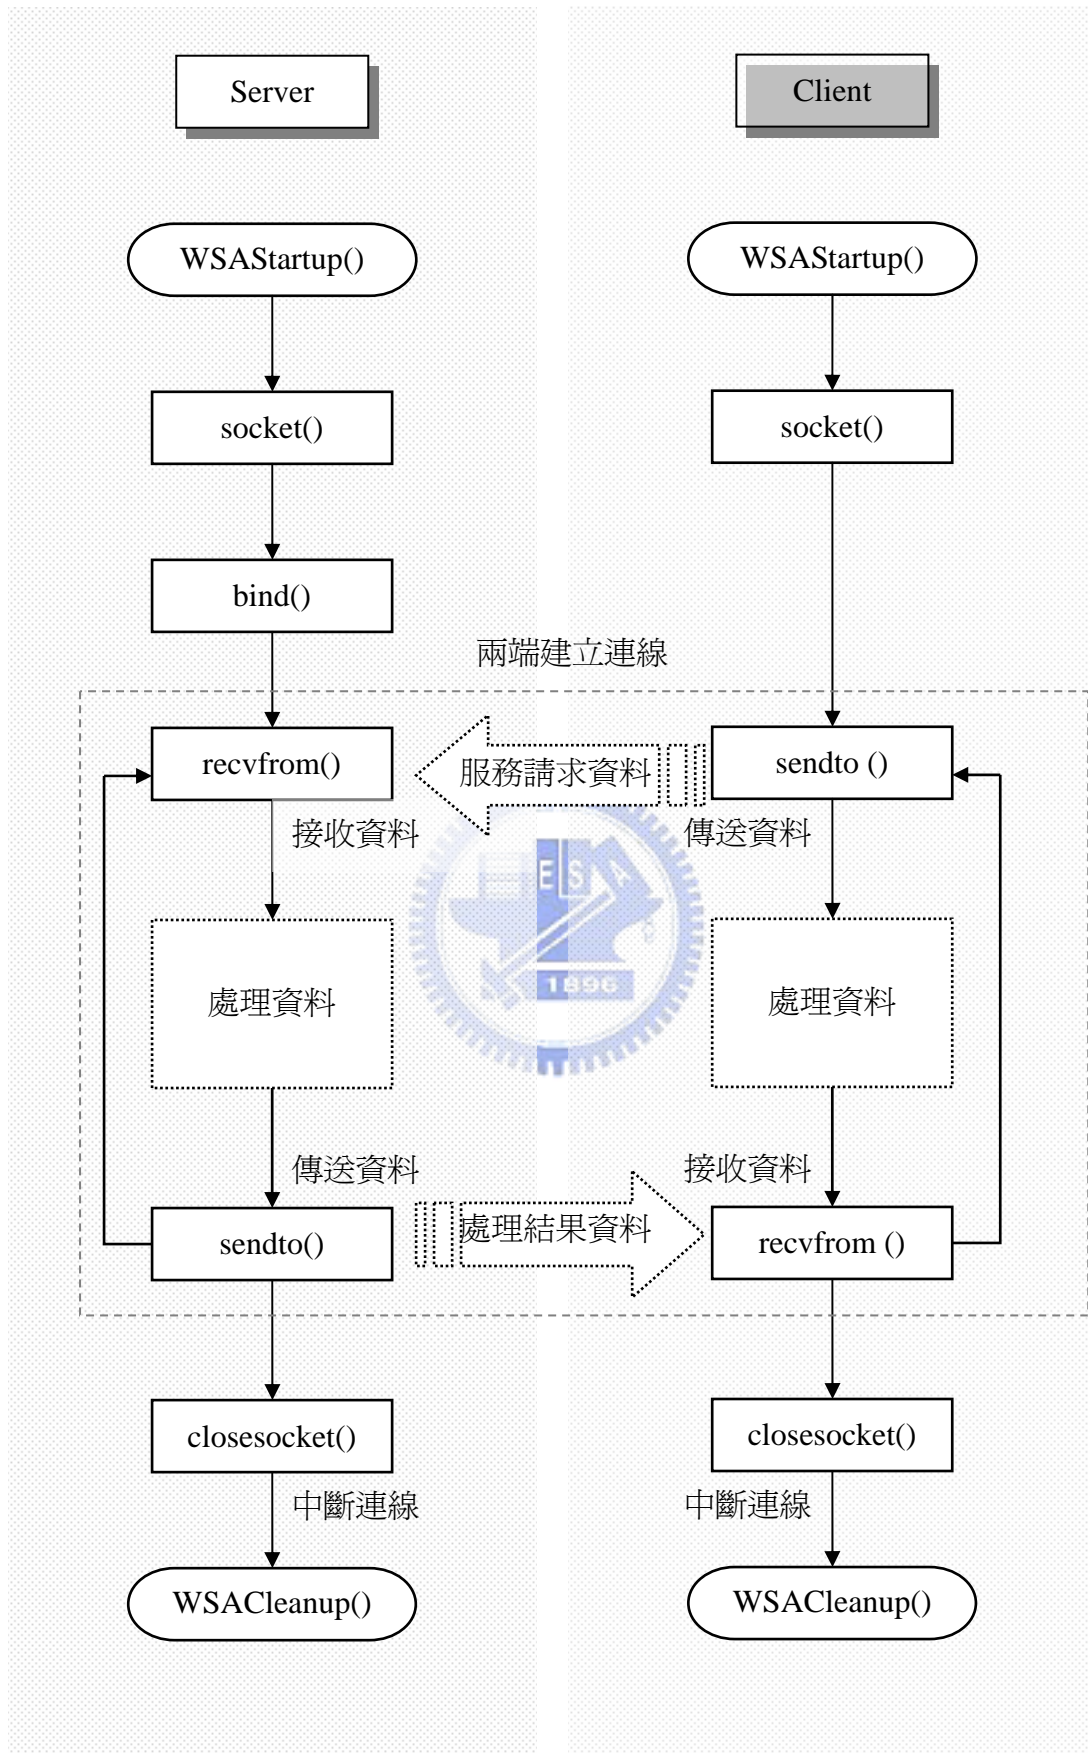 Server
Client
WSAStartup()
WSAStartup()
socket()
socket()
bind()
兩端建立連線
recvfrom()
服務請求資料
sendto ()
接收資料
傳送資料
E S A
處理資料
處理資料
1896
傳送資料
接收資料
sendto()
處理結果資料
recvfrom ()
closesocket()
closesocket()
中斷連線
中斷連線
WSACleanup()
WSACleanup()